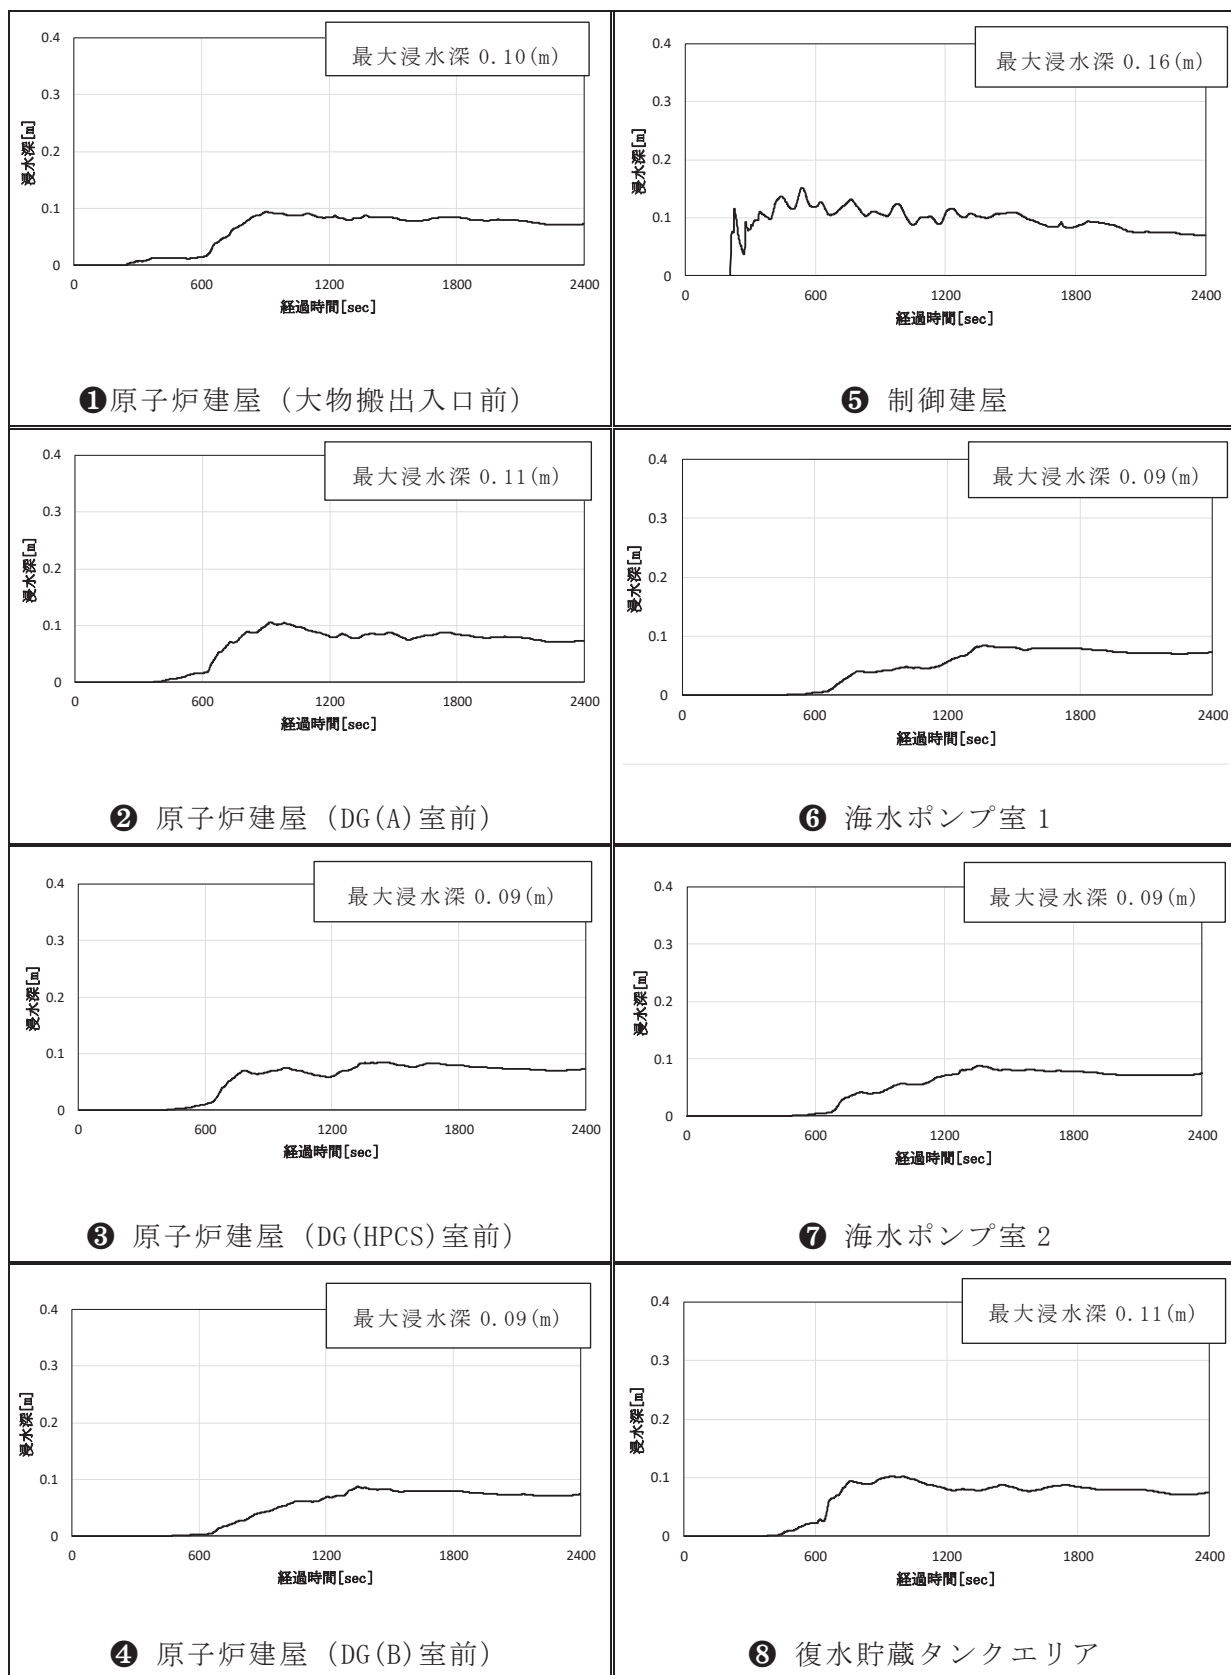 最大浸水深 0.10(m)
0.4
0.3
0.2
0.1
0
浸水深[m]
0 600 1200 1800 2400
経過時間[sec]
❶原子炉建屋（大物搬出入口前）
最大浸水深 0.16(m)
0.4
0.3
0.2
0.1
0
浸水深[m]
0 600 1200 1800 2400
経過時間[sec]
❺ 制御建屋
最大浸水深 0.11(m)
0.4
0.3
0.2
0.1
0
浸水深[m]
0 600 1200 1800 2400
経過時間[sec]
❷ 原子炉建屋（DG(A)室前）
最大浸水深 0.09(m)
0.4
0.3
0.2
0.1
0
浸水深[m]
0 600 1200 1800 2400
経過時間[sec]
❻ 海水ポンプ室 1
最大浸水深 0.09(m)
0.4
0.3
0.2
0.1
0
浸水深[m]
0 600 1200 1800 2400
経過時間[sec]
❸ 原子炉建屋（DG(HPCS)室前）
最大浸水深 0.09(m)
0.4
0.3
0.2
0.1
0
浸水深[m]
0 600 1200 1800 2400
経過時間[sec]
❼ 海水ポンプ室 2
最大浸水深 0.09(m)
0.4
0.3
0.2
0.1
0
浸水深[m]
0 600 1200 1800 2400
経過時間[sec]
❹ 原子炉建屋（DG(B)室前）
最大浸水深 0.11(m)
0.4
0.3
0.2
0.1
0
浸水深[m]
0 600 1200 1800 2400
経過時間[sec]
❽ 復水貯蔵タンクエリア